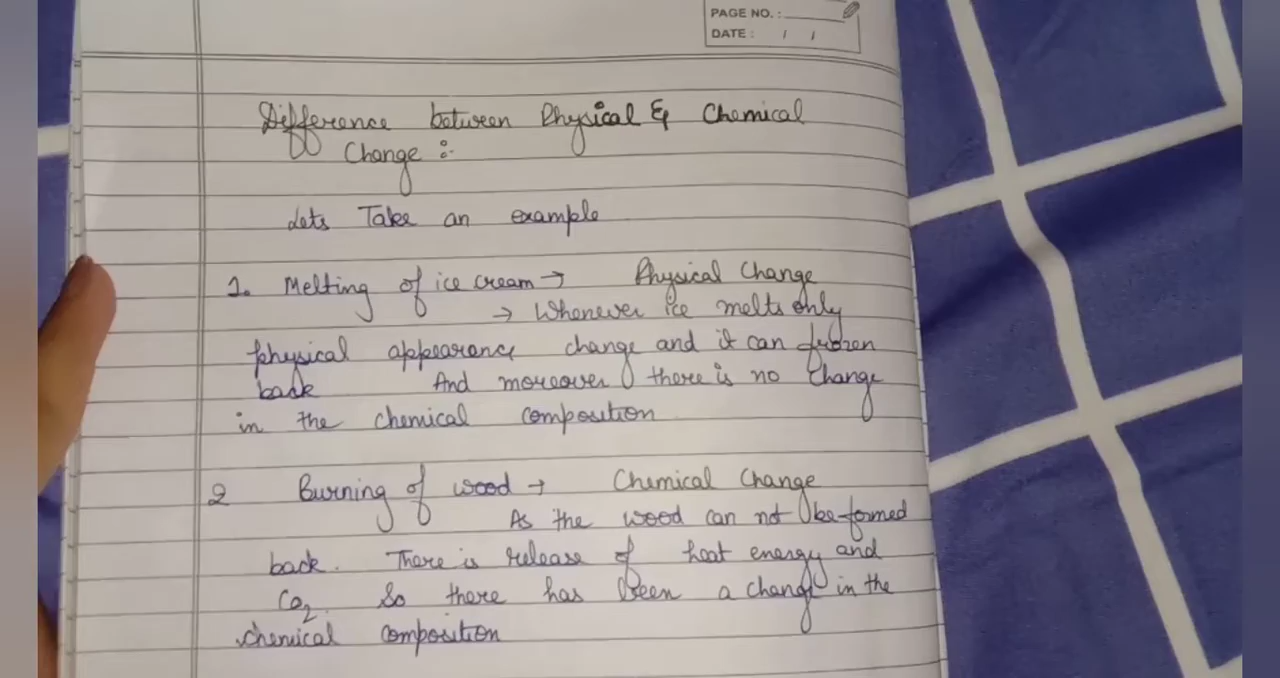 PAGE NO. :
DATE : / /
Difference between Physical & Chemical
Change :-
Lets Take an example
1. Melting of ice cream → Physical Change
→ Whenever ice melts only
physical appearence change and it can frozen
back And moreover there is no Change
in the chemical composition
2 Burning of wood → Chemical Change
As the wood can not be formed
back. There is release of heat energy and
CO2. So there has been a change in the
chemical composition